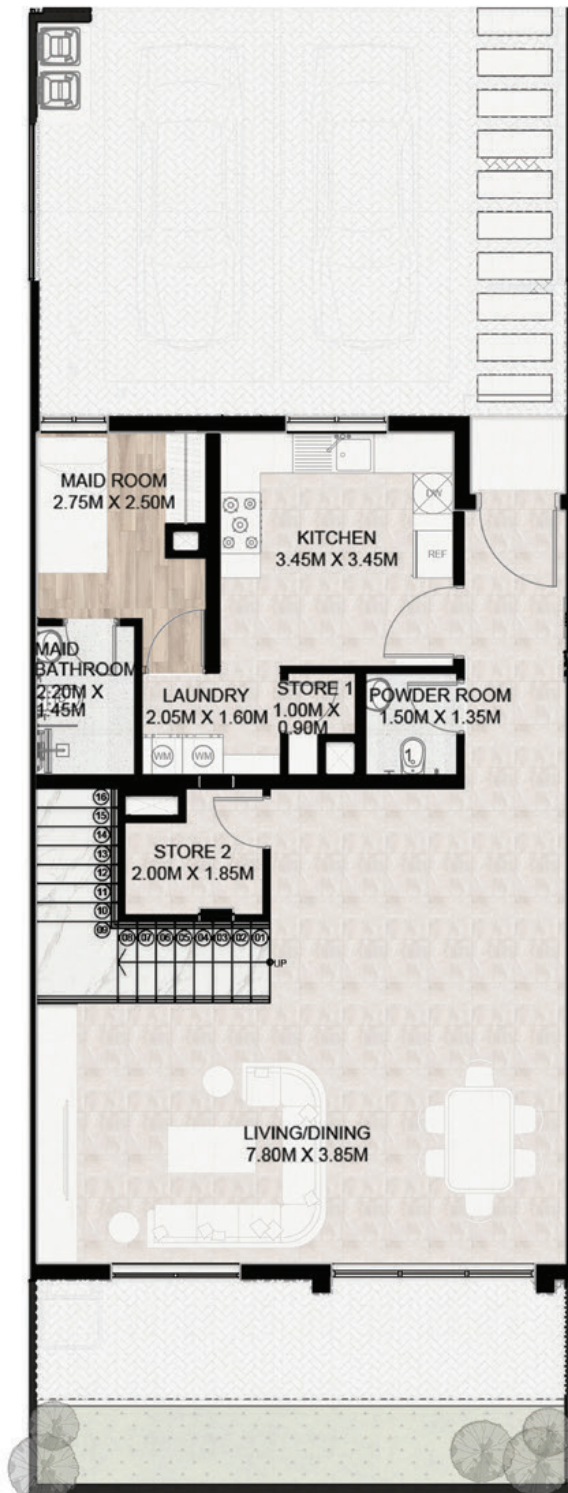 MAID ROOM
2.75M X 2.50M
KITCHEN
3.45M X 3.45M
DW
REF
MAID
BATHROOM
2.20M X
1.45M
LAUNDRY
2.05M X 1.60M
WM
WM
STORE 1
1.00M X
0.90M
POWDER ROOM
1.50M X 1.35M
STORE 2
2.00M X 1.85M
16
15
14
13
12
11
10
09
08 07 06 05 04 03 02 01
UP
LIVING/DINING
7.80M X 3.85M